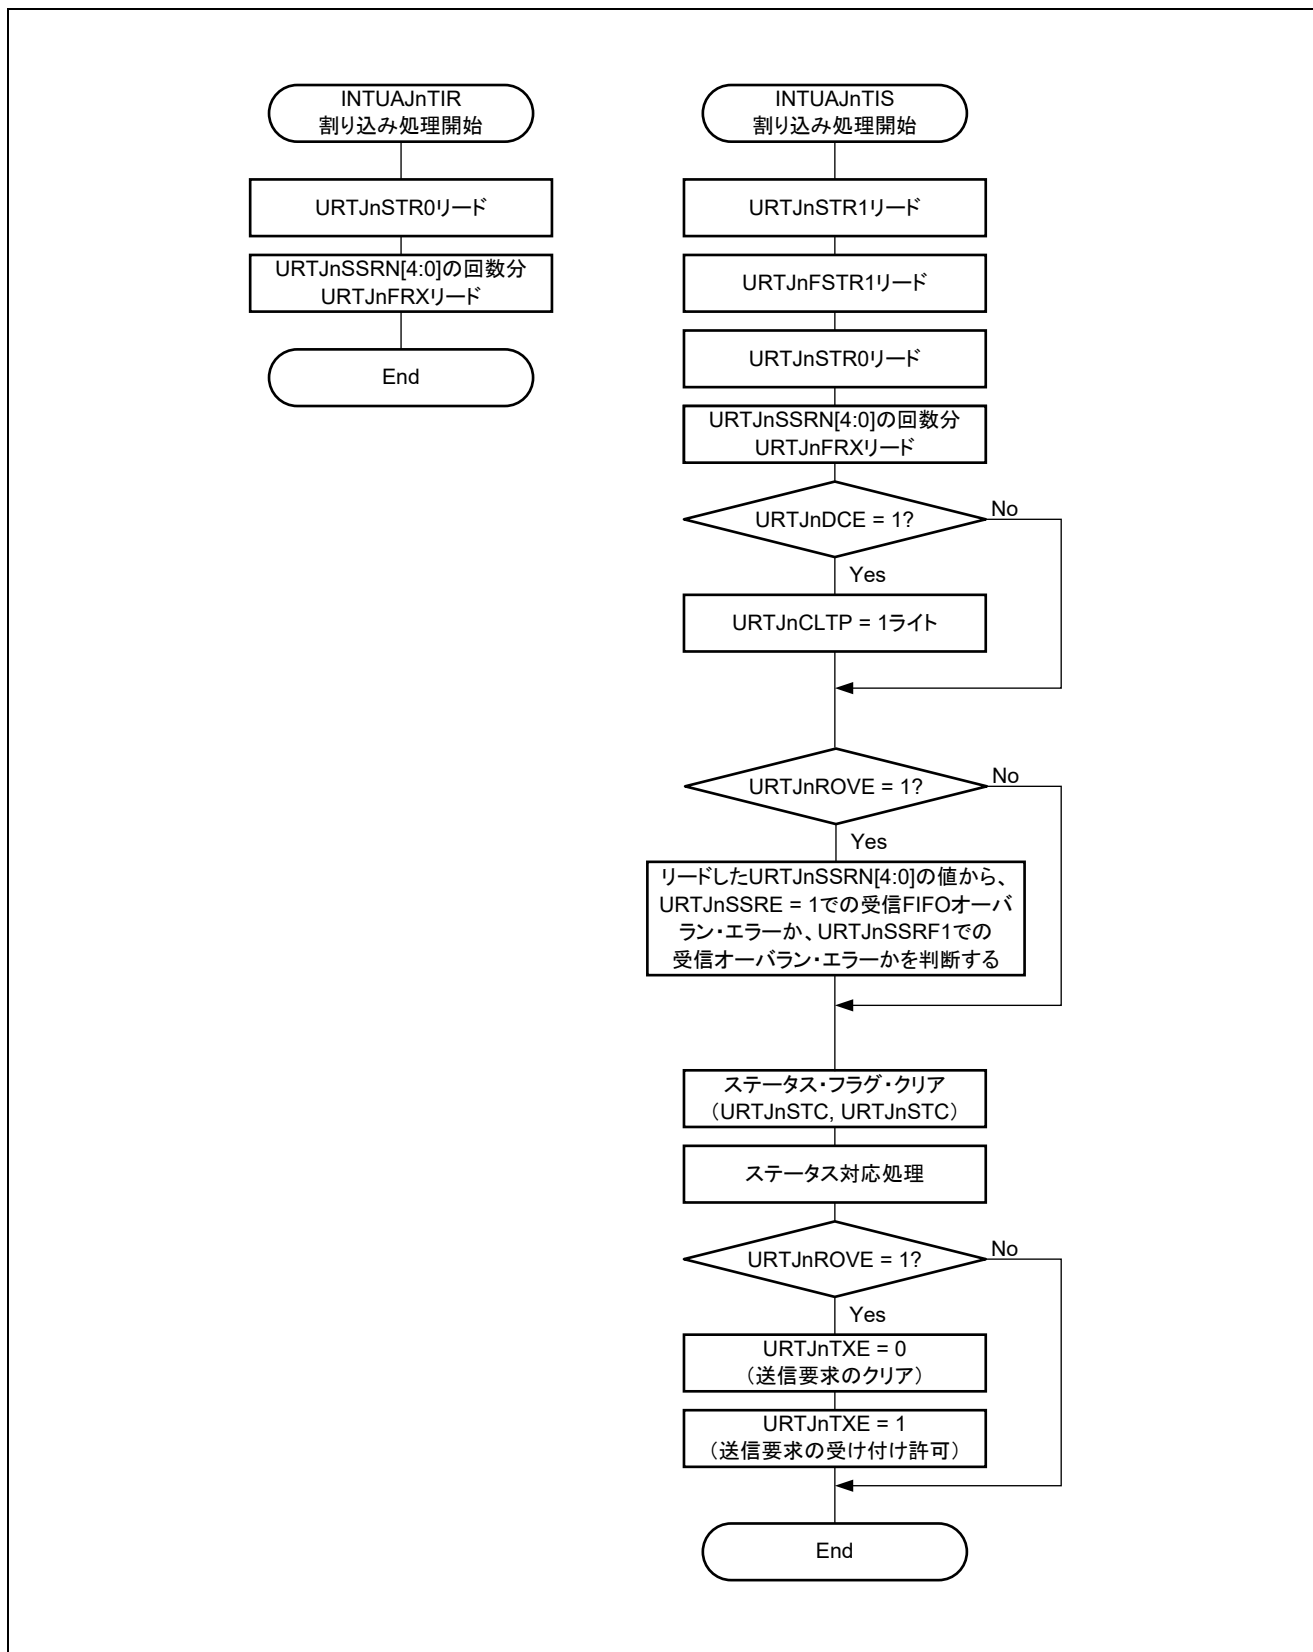 INTUAJnTIR
割り込み処理開始
URTJnSTR0リード
URTJnSSRN[4:0]の回数分
URTJnFRXリード
End
INTUAJnTIS
割り込み処理開始
URTJnSTR1リード
URTJnFSTR1リード
URTJnSTR0リード
URTJnSSRN[4:0]の回数分
URTJnFRXリード
URTJnDCE = 1?
No
Yes
URTJnCLTP = 1ライト
URTJnROVE = 1?
No
Yes
リードしたURTJnSSRN[4:0]の値から、
URTJnSSRE = 1での受信FIFOオーバ
ラン・エラーか、URTJnSSRF1での
受信オーバラン・エラーかを判断する
ステータス・フラグ・クリア
（URTJnSTC, URTJnSTC）
ステータス対応処理
URTJnROVE = 1?
No
Yes
URTJnTXE = 0
（送信要求のクリア）
URTJnTXE = 1
（送信要求の受け付け許可）
End